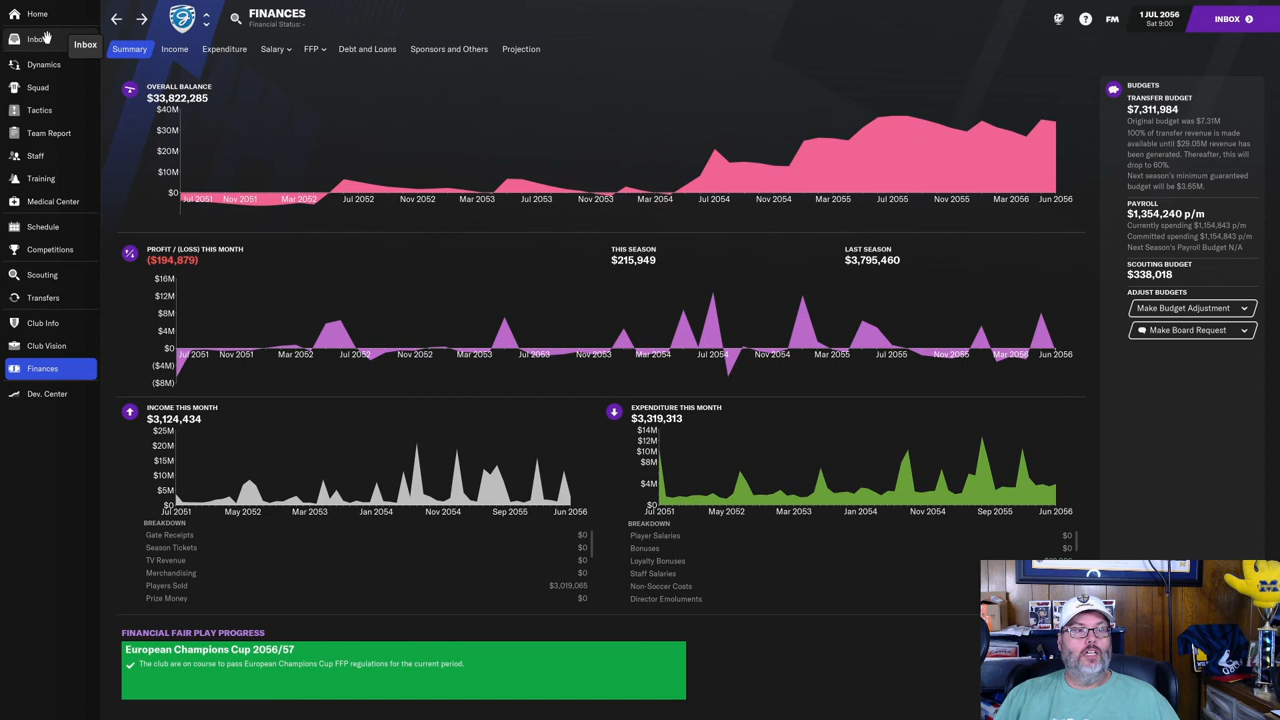 Home
FINANCES
Financial Status: -
FM
1 JUL 2056
Sat 9:00
INBOX
Inbox
Inbox
Dynamics
Squad
Tactics
Team Report
Staff
Training
Medical Center
Schedule
Competitions
Scouting
Transfers
Club Info
Club Vision
Finances
Dev. Center
Summary
Income
Expenditure
Salary
FFP
Debt and Loans
Sponsors and Others
Projection
OVERALL BALANCE
$33,822,285
$40M
$30M
$20M
$10M
$0
Jul 2051 Nov 2051 Mar 2052 Jul 2052 Nov 2052 Mar 2053 Jul 2053 Nov 2053 Mar 2054 Jul 2054 Nov 2054 Mar 2055 Jul 2055 Nov 2055 Mar 2056 Jun 2056
PROFIT / (LOSS) THIS MONTH
($194,879)
THIS SEASON
$215,949
LAST SEASON
$3,795,460
$16M
$12M
$8M
$4M
$0
($4M)
($8M)
Jul 2051 Nov 2051 Mar 2052 Jul 2052 Nov 2052 Mar 2053 Jul 2053 Nov 2053 Mar 2054 Jul 2054 Nov 2054 Mar 2055 Jul 2055 Nov 2055 Mar 2056 Jun 2056
INCOME THIS MONTH
$3,124,434
$25M
$20M
$15M
$10M
$5M
$0
Jul 2051 May 2052 Mar 2053 Jan 2054 Nov 2054 Sep 2055 Jun 2056
BREAKDOWN
Gate Receipts $0
Season Tickets $0
TV Revenue $0
Merchandising $0
Players Sold $3,019,065
Prize Money $0
EXPENDITURE THIS MONTH
$3,319,313
$14M
$12M
$10M
$8M
$4M
$0
Jul 2051 May 2052 Mar 2053 Jan 2054 Nov 2054 Sep 2055 Jun 2056
BREAKDOWN
Player Salaries $0
Bonuses $0
Loyalty Bonuses
Staff Salaries
Non-Soccer Costs
Director Emoluments
FINANCIAL FAIR PLAY PROGRESS
European Champions Cup 2056/57
The club are on course to pass European Champions Cup FFP regulations for the current period.
BUDGETS
TRANSFER BUDGET
$7,311,984
Original budget was $7.31M
100% of transfer revenue is made
available until $29.05M revenue has
been generated. Thereafter, this will
drop to 60%.
Next season's minimum guaranteed
budget will be $3.65M.
PAYROLL
$1,354,240 p/m
Currently spending $1,154,843 p/m
Committed spending $1,154,843 p/m
Next Season's Payroll Budget N/A
SCOUTING BUDGET
$338,018
ADJUST BUDGETS
Make Budget Adjustment
Make Board Request